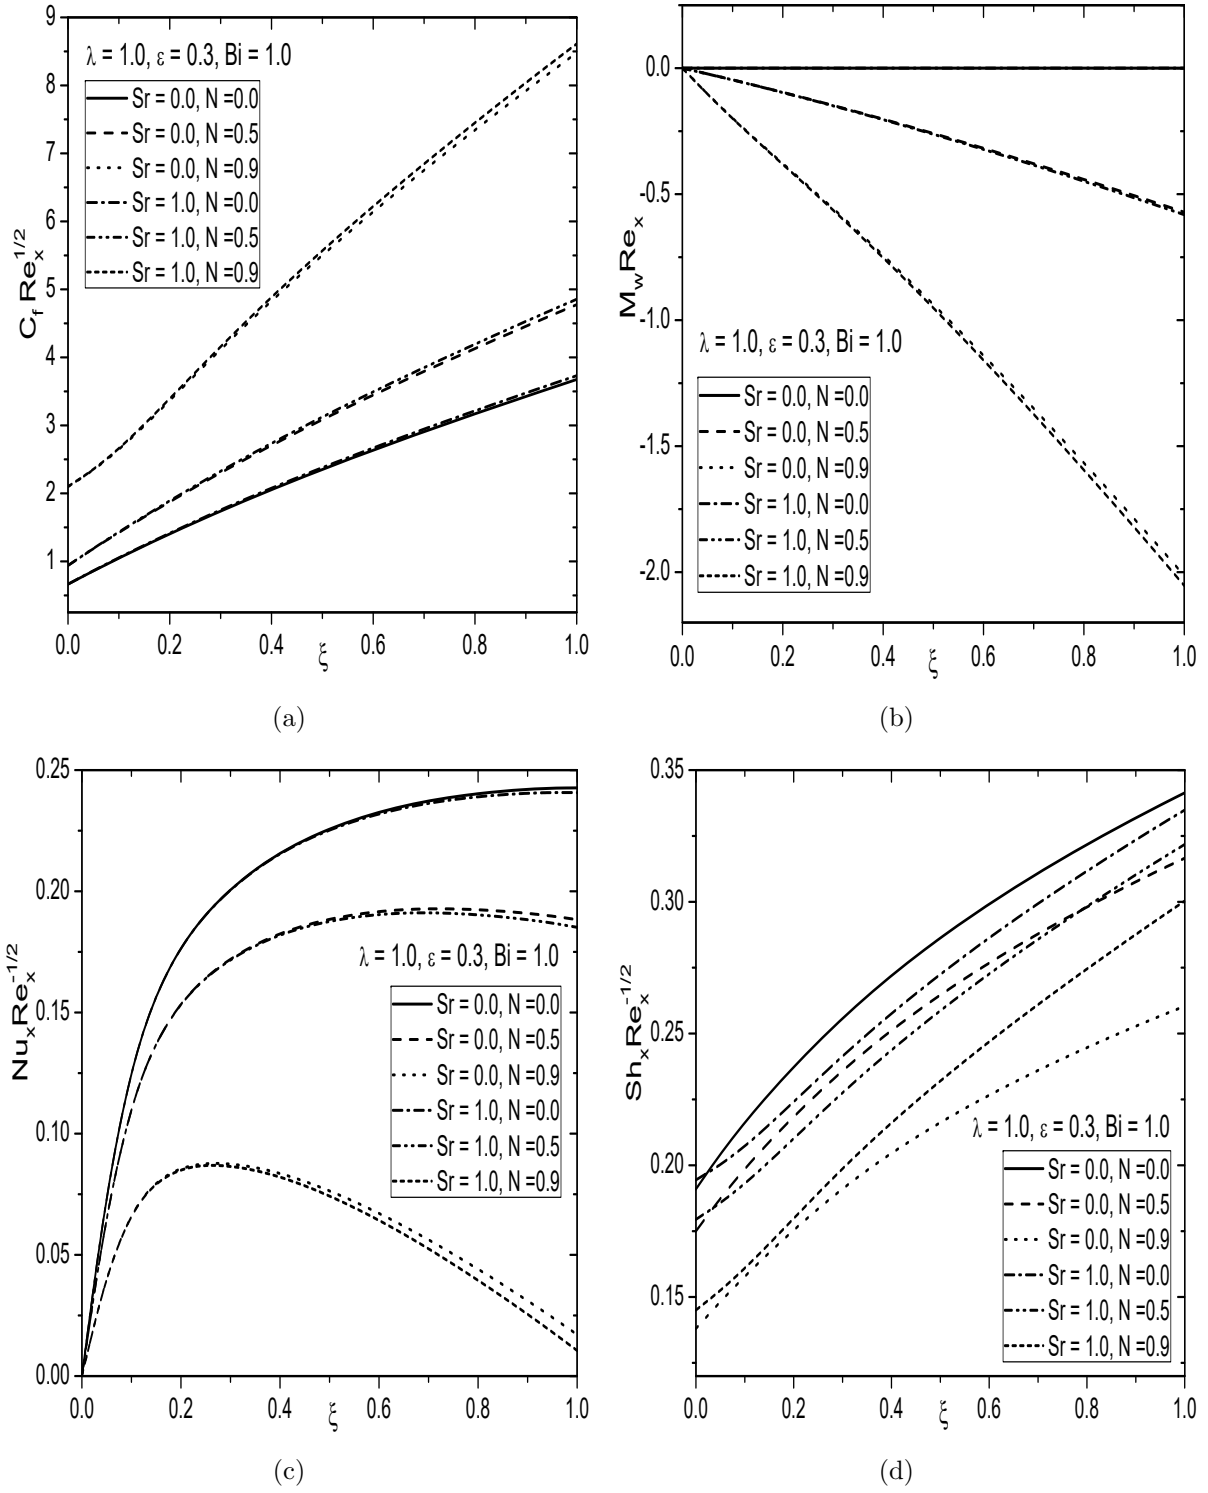 9
8
7
6
5
4
3
2
1
C_f Re_x^{1/2}
λ = 1.0, ε = 0.3, Bi = 1.0
Sr = 0.0, N =0.0
Sr = 0.0, N =0.5
Sr = 0.0, N =0.9
Sr = 1.0, N =0.0
Sr = 1.0, N =0.5
Sr = 1.0, N =0.9
0.0 0.2 0.4 0.6 0.8 1.0
ξ
(a)
0.0
-0.5
-1.0
-1.5
-2.0
M_wRe_x
λ = 1.0, ε = 0.3, Bi = 1.0
Sr = 0.0, N =0.0
Sr = 0.0, N =0.5
Sr = 0.0, N =0.9
Sr = 1.0, N =0.0
Sr = 1.0, N =0.5
Sr = 1.0, N =0.9
0.0 0.2 0.4 0.6 0.8 1.0
ξ
(b)
0.25
0.20
0.15
0.10
0.05
0.00
Nu_xRe_x^{-1/2}
λ = 1.0, ε = 0.3, Bi = 1.0
Sr = 0.0, N =0.0
Sr = 0.0, N =0.5
Sr = 0.0, N =0.9
Sr = 1.0, N =0.0
Sr = 1.0, N =0.5
Sr = 1.0, N =0.9
0.0 0.2 0.4 0.6 0.8 1.0
ξ
(c)
0.35
0.30
0.25
0.20
0.15
Sh_xRe_x^{-1/2}
λ = 1.0, ε = 0.3, Bi = 1.0
Sr = 0.0, N =0.0
Sr = 0.0, N =0.5
Sr = 0.0, N =0.9
Sr = 1.0, N =0.0
Sr = 1.0, N =0.5
Sr = 1.0, N =0.9
0.0 0.2 0.4 0.6 0.8 1.0
ξ
(d)